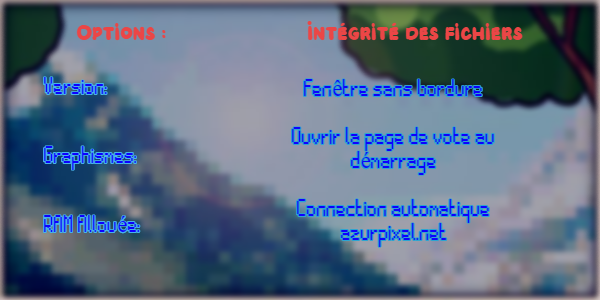 Options :
Intégrité des fichiers
Version:
Fenêtre sans bordure
Graphismes:
Ouvrir la page de vote au
démarrage
RAM Allouée:
Connection automatique
azurpixel.net